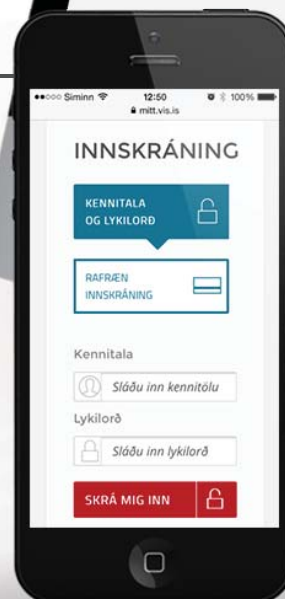 Siminn 12:50 100%
mitt.vis.is
INNSKRÁNING
KENNITALA
OG LYKILORÐ
RAFRÆN
INNSKRÁNING
Kennitala
Sláðu inn kennitölu
Lykilorð
Sláðu inn lykilorð
SKRÁ MIG INN